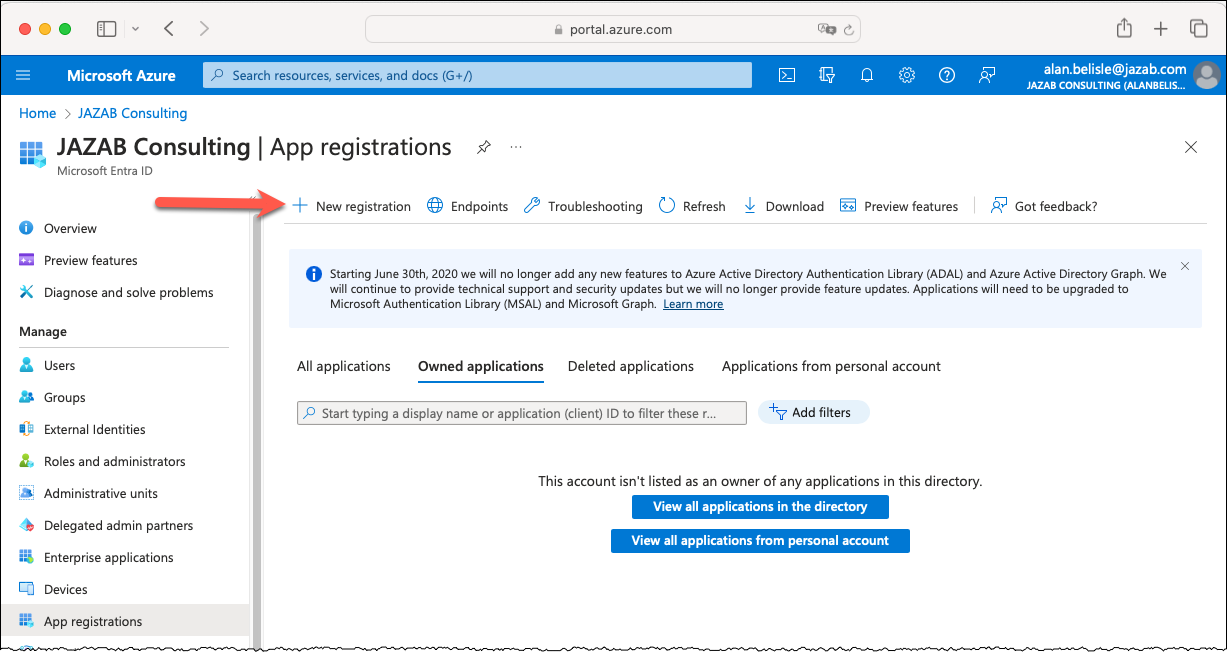 portal.azure.com
Microsoft Azure
Search resources, services, and docs (G+/)
alan.belisle@jazab.com
JAZAB CONSULTING (ALANBELIS...
Home > JAZAB Consulting
JAZAB Consulting | App registrations
...
Microsoft Entra ID
New registration
Endpoints
Troubleshooting
Refresh
Download
Preview features
Got feedback?
Overview
Preview features
Diagnose and solve problems
Manage
Users
Groups
External Identities
Roles and administrators
Administrative units
Delegated admin partners
Enterprise applications
Devices
App registrations
Starting June 30th, 2020 we will no longer add any new features to Azure Active Directory Authentication Library (ADAL) and Azure Active Directory Graph. We
will continue to provide technical support and security updates but we will no longer provide feature updates. Applications will need to be upgraded to
Microsoft Authentication Library (MSAL) and Microsoft Graph. Learn more
All applications
Owned applications
Deleted applications
Applications from personal account
Start typing a display name or application (client) ID to filter these r...
Add filters
This account isn't listed as an owner of any applications in this directory.
View all applications in the directory
View all applications from personal account